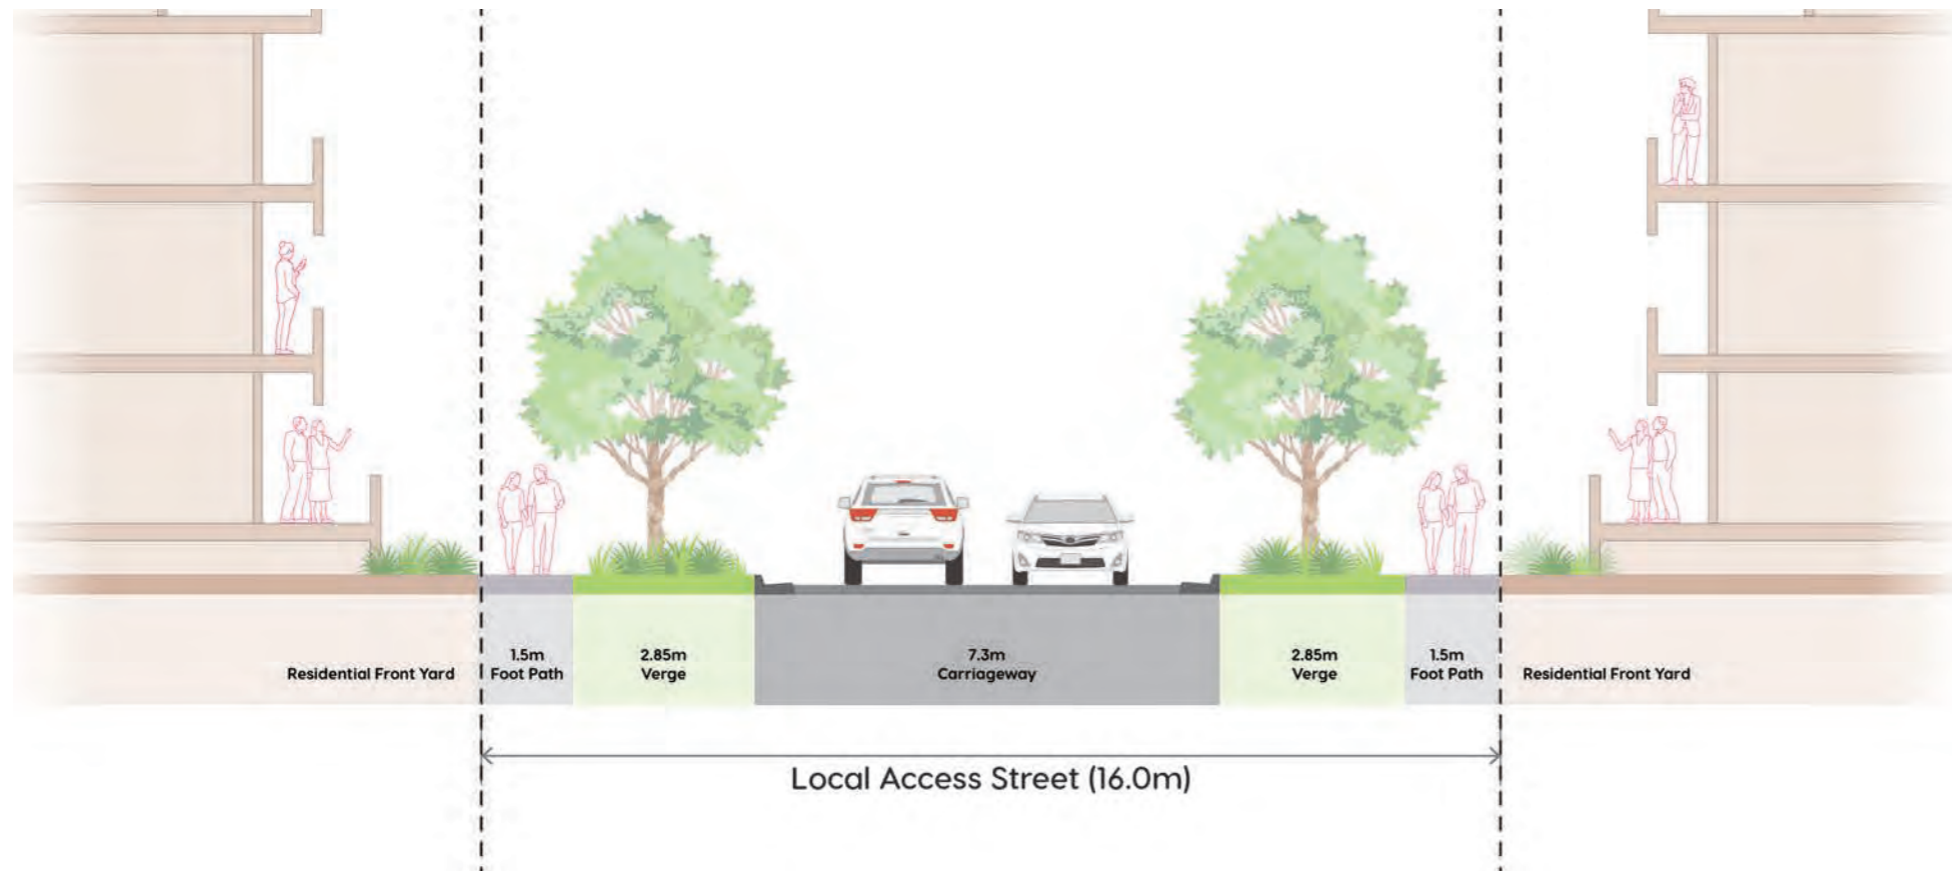 Residential Front Yard
1.5m
Foot Path
2.85m
Verge
7.3m
Carriageway
2.85m
Verge
1.5m
Foot Path
Residential Front Yard
Local Access Street (16.0m)